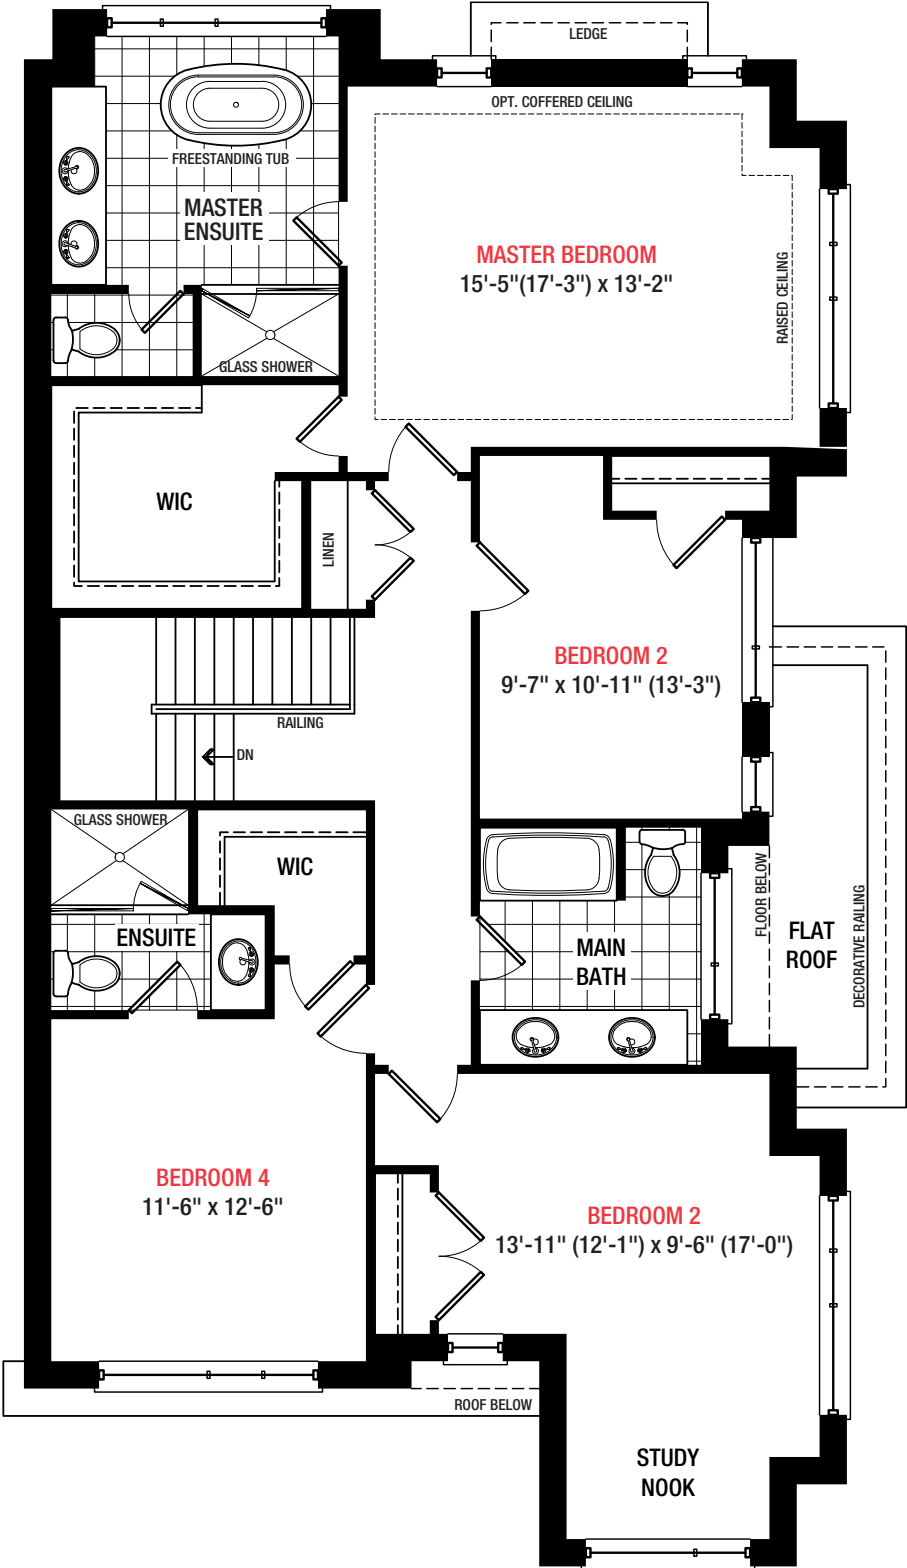 LEDGE
OPT. COFFERED CEILING
FREESTANDING TUB
MASTER
ENSUITE
MASTER BEDROOM
15'-5"(17'-3") x 13'-2"
RAISED CEILING
GLASS SHOWER
WIC
LINEN
BEDROOM 2
9'-7" x 10'-11" (13'-3")
RAILING
DN
GLASS SHOWER
WIC
ENSUITE
MAIN
BATH
FLOOR BELOW
FLAT
ROOF
DECORATIVE RAILING
BEDROOM 4
11'-6" x 12'-6"
BEDROOM 2
13'-11" (12'-1") x 9'-6" (17'-0")
ROOF BELOW
STUDY
NOOK